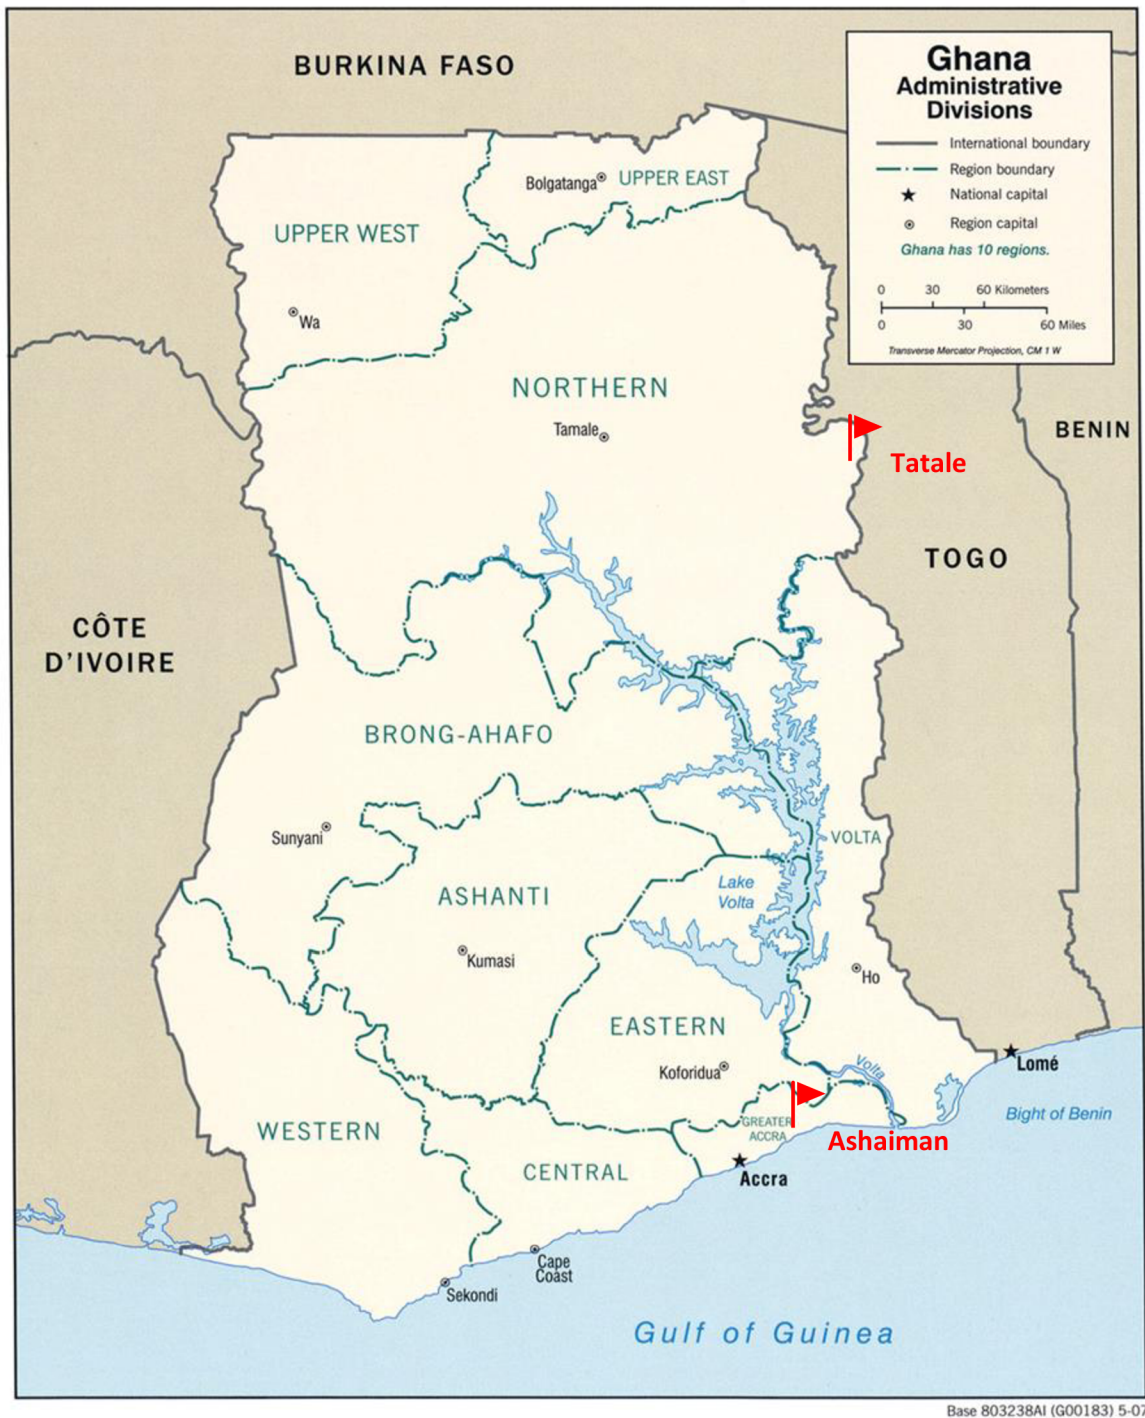 BURKINA FASO
Ghana
Administrative
Divisions
International boundary
Region boundary
National capital
Region capital
Ghana has 10 regions.
0 30 60 Kilometers
0 30 60 Miles
Transverse Mercator Projection, CM 1 W
Bolgatanga
UPPER EAST
UPPER WEST
Wa
NORTHERN
Tamale
BENIN
Tatale
TOGO
CÔTE
D'IVOIRE
BRONG-AHAFO
Sunyani
VOLTA
Lake
Volta
ASHANTI
Kumasi
Ho
EASTERN
Koforidua
Volta
Lomé
Bight of Benin
GREATER
ACCRA
Ashaiman
WESTERN
CENTRAL
Accra
Cape
Coast
Sekondi
Gulf of Guinea
Base 803238AI (G00183) 5-07